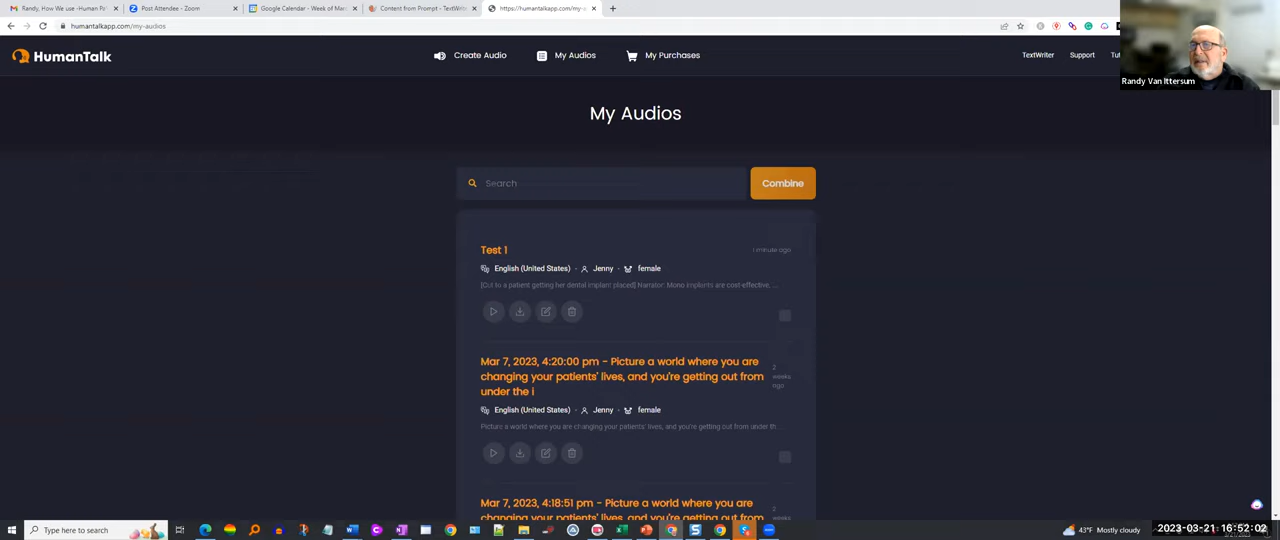 Randy, How We use -Human Pa
Post Attendee - Zoom
Google Calendar - Week of Mar
Content from Prompt - TextWrite
https://humantalkapp.com/my-a
humantalkapp.com/my-audios
HumanTalk
Create Audio
My Audios
My Purchases
TextWriter
Support
Tut
Randy Van Ittersum
My Audios
Search
Combine
Test 1
1 minute ago
English (United States) · Jenny · female
[Cut to a patient getting her dental implant placed] Narrator: Mono implants are cost-effective, ...
Mar 7, 2023, 4:20:00 pm - Picture a world where you are
changing your patients' lives, and you're getting out from
under the i
2
weeks
ago
English (United States) · Jenny · female
Picture a world where you are changing your patients' lives, and you're getting out from under th...
Mar 7, 2023, 4:18:51 pm - Picture a world where you are
changing your patients' lives, and you're getting out from
2
weeks
Type here to search
43°F Mostly cloudy
2023-03-21 16:52:02